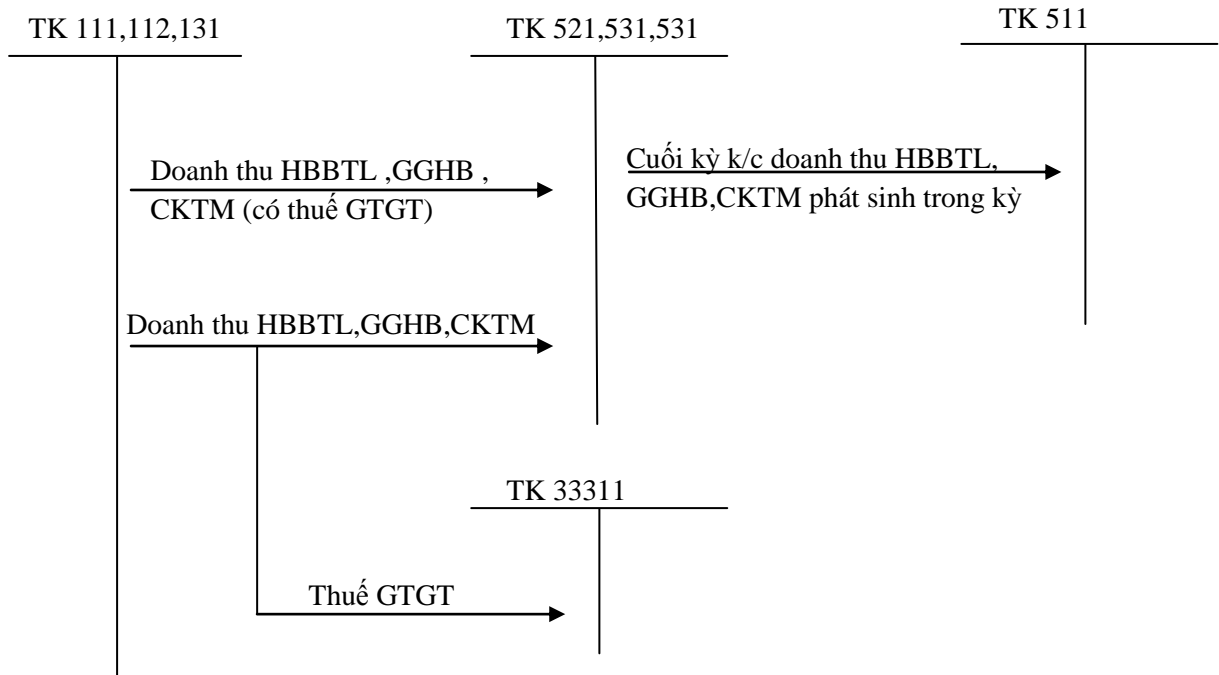 TK 111,112,131
TK 521,531,531
TK 511
Doanh thu HBBTL ,GGHB ,
CKTM (có thuế GTGT)
Cuối kỳ k/c doanh thu HBBTL,
GGHB,CKTM phát sinh trong kỳ
Doanh thu HBBTL,GGHB,CKTM
TK 33311
Thuế GTGT